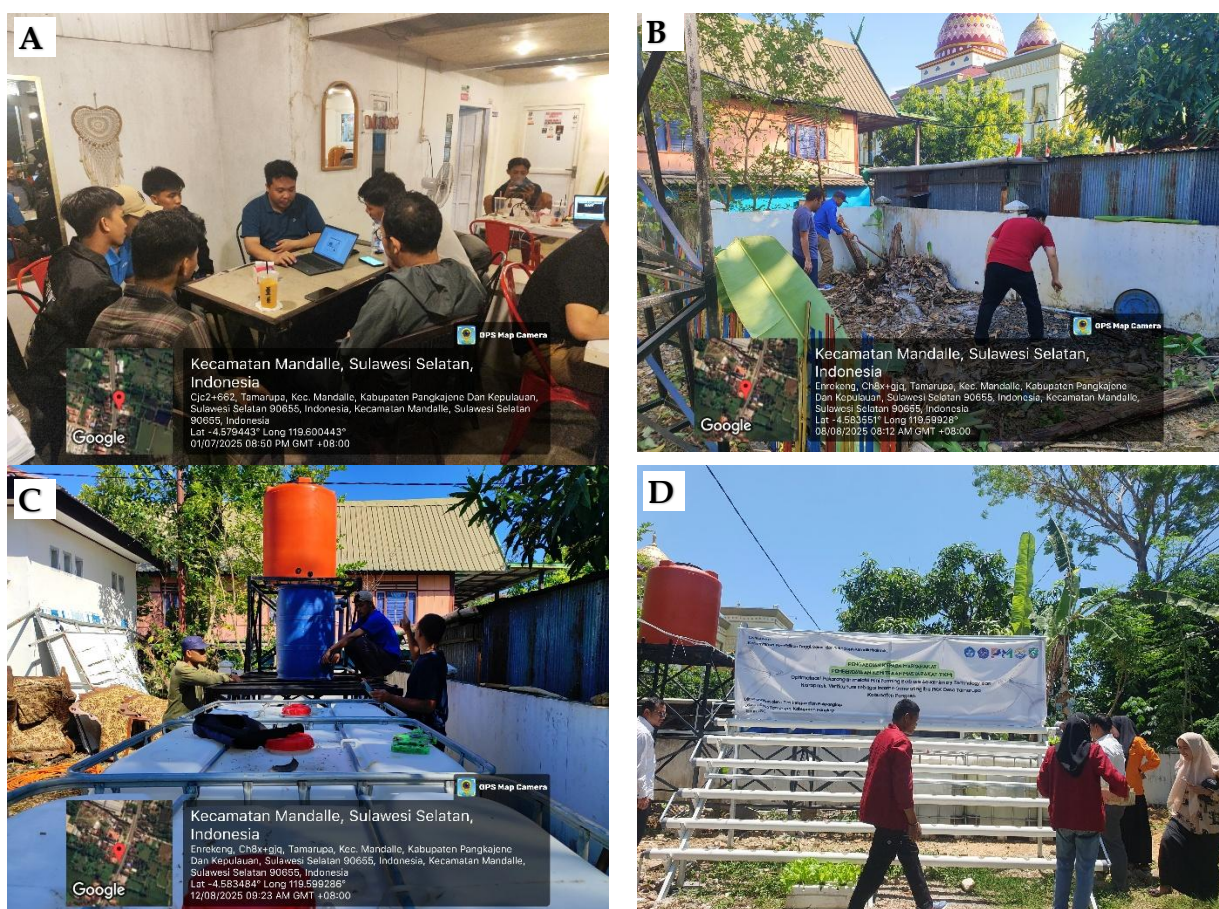 A
GPS Map Camera
Kecamatan Mandalle, Sulawesi Selatan,
Indonesia
Cjc2+662, Tamarupa, Kec. Mandalle, Kabupaten Pangkajene Dan Kepulauan,
Sulawesi Selatan 90655, Indonesia, Kecamatan Mandalle, Sulawesi Selatan
90655, Indonesia
Lat -4.579443° Long 119.600443°
01/07/2025 08:50 PM GMT +08:00
Google
B
GPS Map Camera
Kecamatan Mandalle, Sulawesi Selatan,
Indonesia
Enrekeng, Ch8x+gjq, Tamarupa, Kec. Mandalle, Kabupaten Pangkajene
Dan Kepulauan, Sulawesi Selatan 90655, Indonesia, Kecamatan Mandalle,
Sulawesi Selatan 90655, Indonesia
Lat -4.583551° Long 119.59928°
08/08/2025 08:12 AM GMT +08:00
Google
C
GPS Map Camera
Kecamatan Mandalle, Sulawesi Selatan,
Indonesia
Enrekeng, Ch8x+gjq, Tamarupa, Kec. Mandalle, Kabupaten Pangkajene
Dan Kepulauan, Sulawesi Selatan 90655, Indonesia, Kecamatan Mandalle,
Sulawesi Selatan 90655, Indonesia
Lat -4.583484° Long 119.599286°
12/08/2025 09:23 AM GMT +08:00
Google
D
PENGABDIAN KEPADA MASYARAKAT